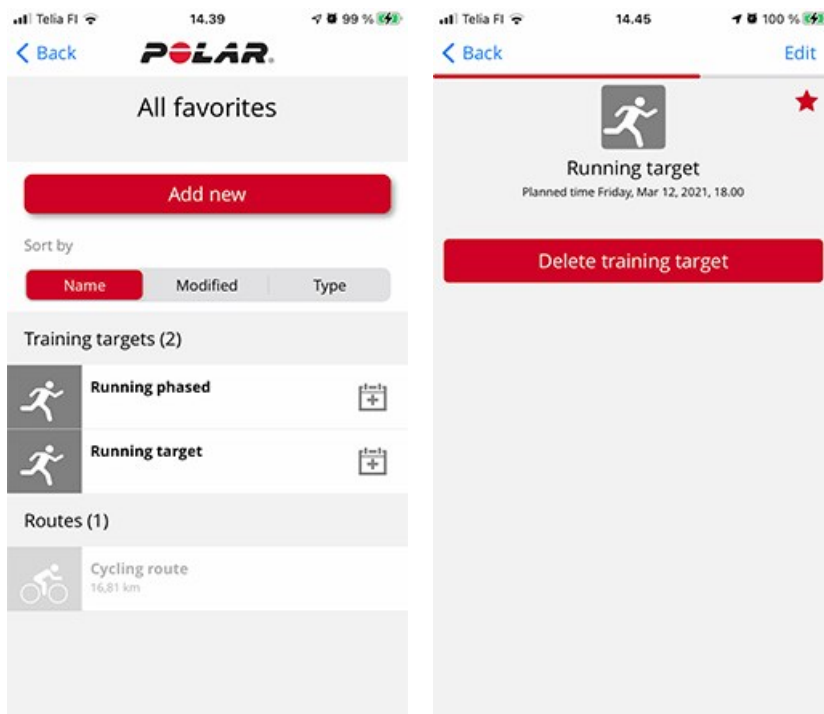 Telia FI 14.39 99 %
Back POLAR.
All favorites
Add new
Sort by
Name Modified Type
Training targets (2)
Running phased
Running target
Routes (1)
Cycling route
16,81 km
Telia FI 14.45 100 %
Back Edit
Running target
Planned time Friday, Mar 12, 2021, 18.00
Delete training target